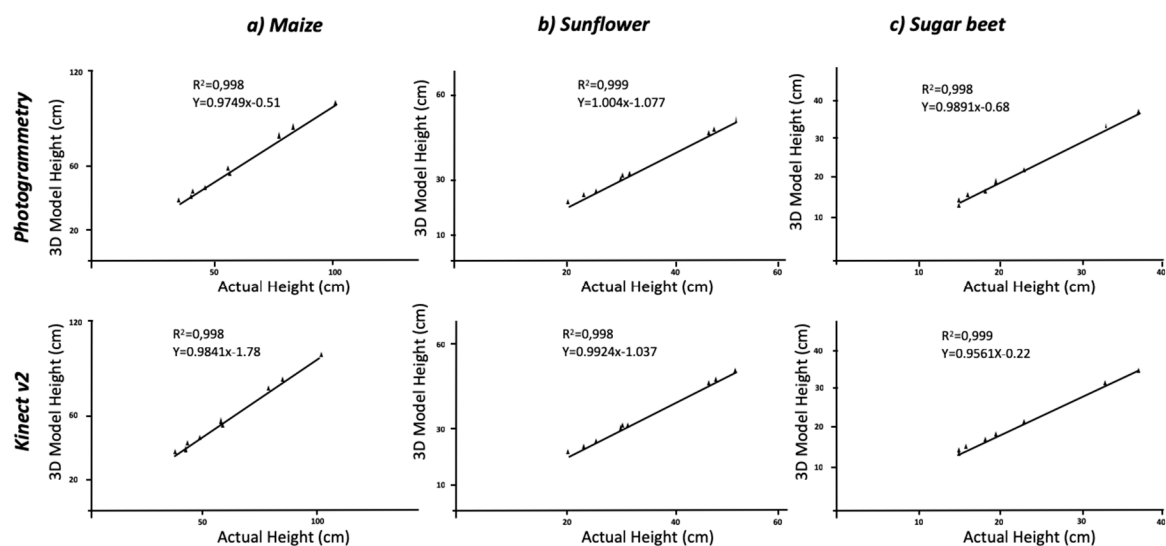 a) Maize
b) Sunflower
c) Sugar beet
Photogrammetry
3D Model Height (cm)
120
60
20
R²=0,998
Y=0.9749x-0.51
50
100
Actual Height (cm)
3D Model Height (cm)
60
30
10
R²=0,999
Y=1.004x-1.077
20
40
60
Actual Height (cm)
3D Model Height (cm)
40
30
20
10
R²=0,998
Y=0.9891x-0.68
10
20
30
40
Actual Height (cm)
Kinect v2
3D Model Height (cm)
120
60
20
R²=0,998
Y=0.9841x-1.78
50
100
Actual Height (cm)
3D Model Height (cm)
60
30
10
R²=0,998
Y=0.9924x-1.037
20
40
60
Actual Height (cm)
3D Model Height (cm)
40
30
20
10
R²=0,999
Y=0.9561X-0.22
10
20
30
40
Actual Height (cm)